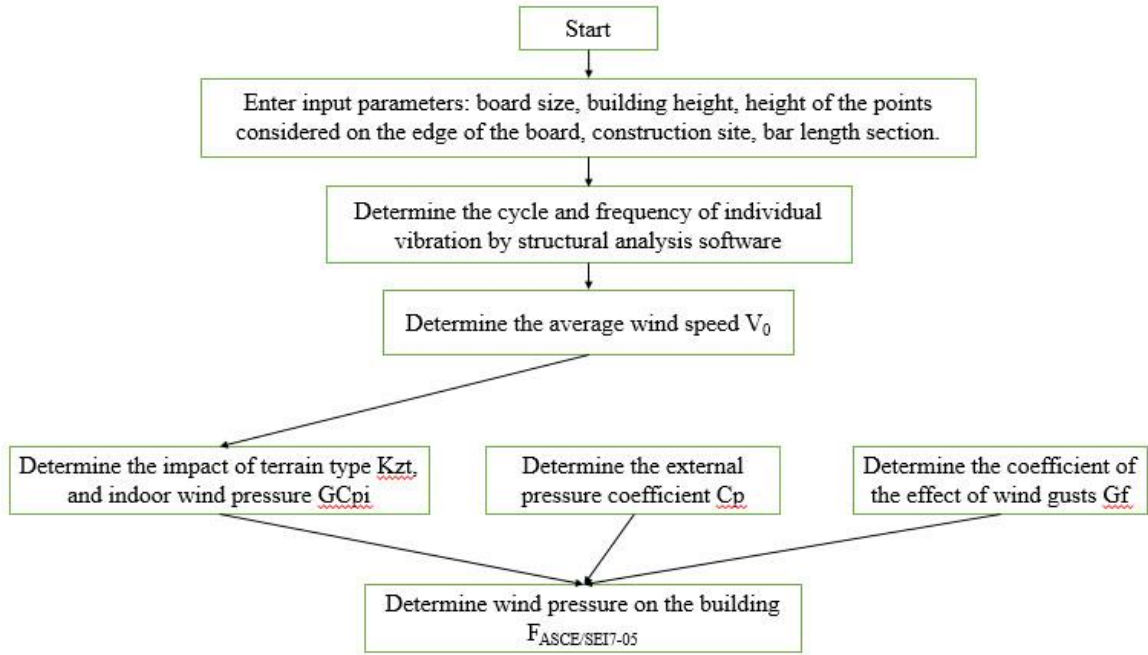 Start
Enter input parameters: board size, building height, height of the points
considered on the edge of the board, construction site, bar length section.
Determine the cycle and frequency of individual
vibration by structural analysis software
Determine the average wind speed V₀
Determine the impact of terrain type Kzt,
and indoor wind pressure GCpi
Determine the external
pressure coefficient Cp
Determine the coefficient of
the effect of wind gusts Gf
Determine wind pressure on the building
F_ASCE/SEI7-05